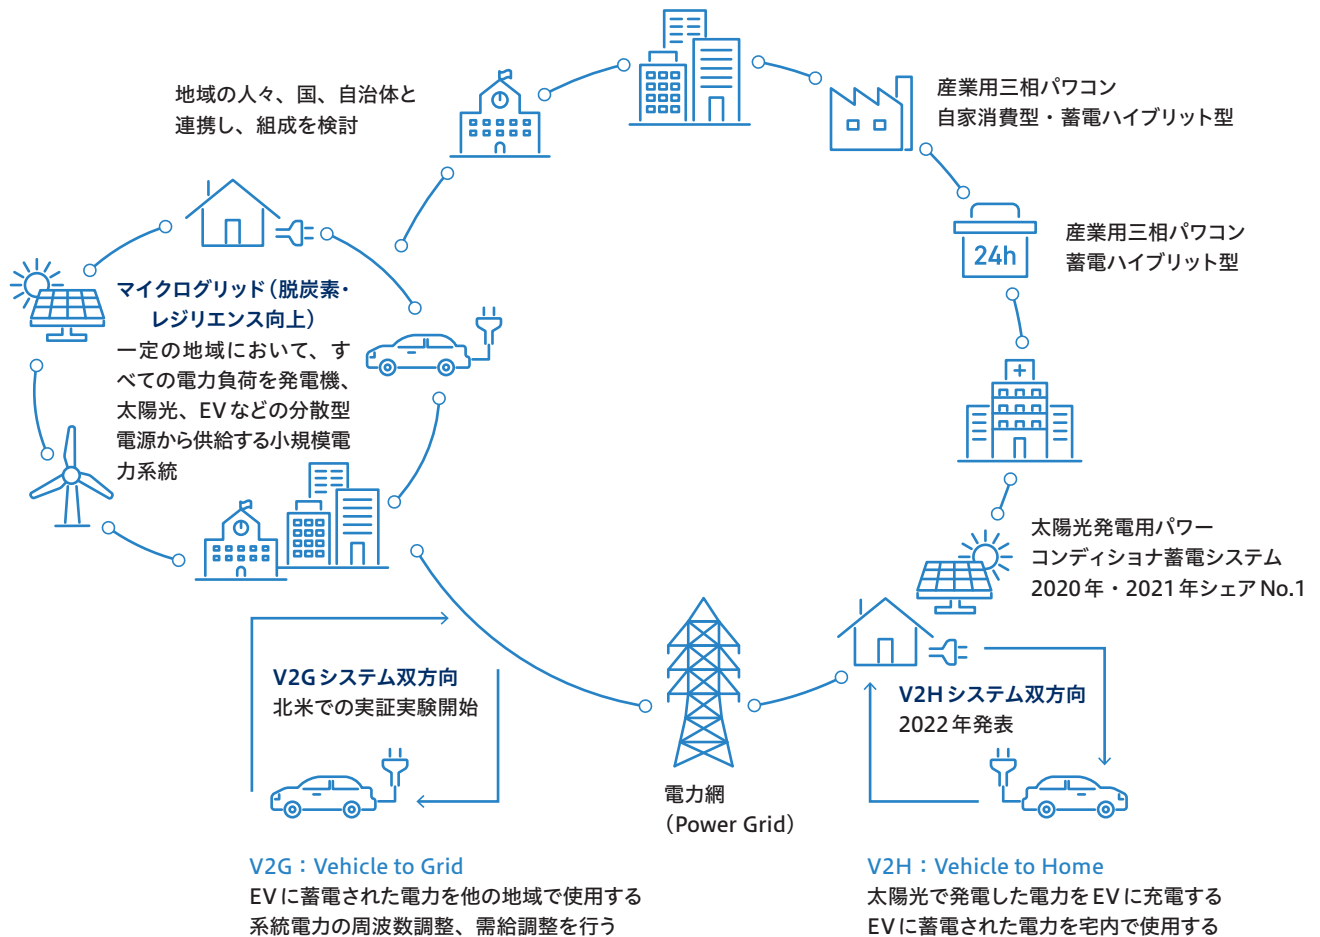 地域の人々、国、自治体と
連携し、組成を検討
産業用三相パワコン
自家消費型・蓄電ハイブリット型
24h
産業用三相パワコン
蓄電ハイブリット型
マイクログリッド（脱炭素・
レジリエンス向上）
一定の地域において、す
べての電力負荷を発電機、
太陽光、EVなどの分散型
電源から供給する小規模電
力系統
太陽光発電用パワー
コンディショナ蓄電システム
2020年・2021年シェアNo.1
V2Gシステム双方向
北米での実証実験開始
V2Hシステム双方向
2022年発表
電力網
（Power Grid）
V2G：Vehicle to Grid
EVに蓄電された電力を他の地域で使用する
系統電力の周波数調整、需給調整を行う
V2H：Vehicle to Home
太陽光で発電した電力をEVに充電する
EVに蓄電された電力を宅内で使用する